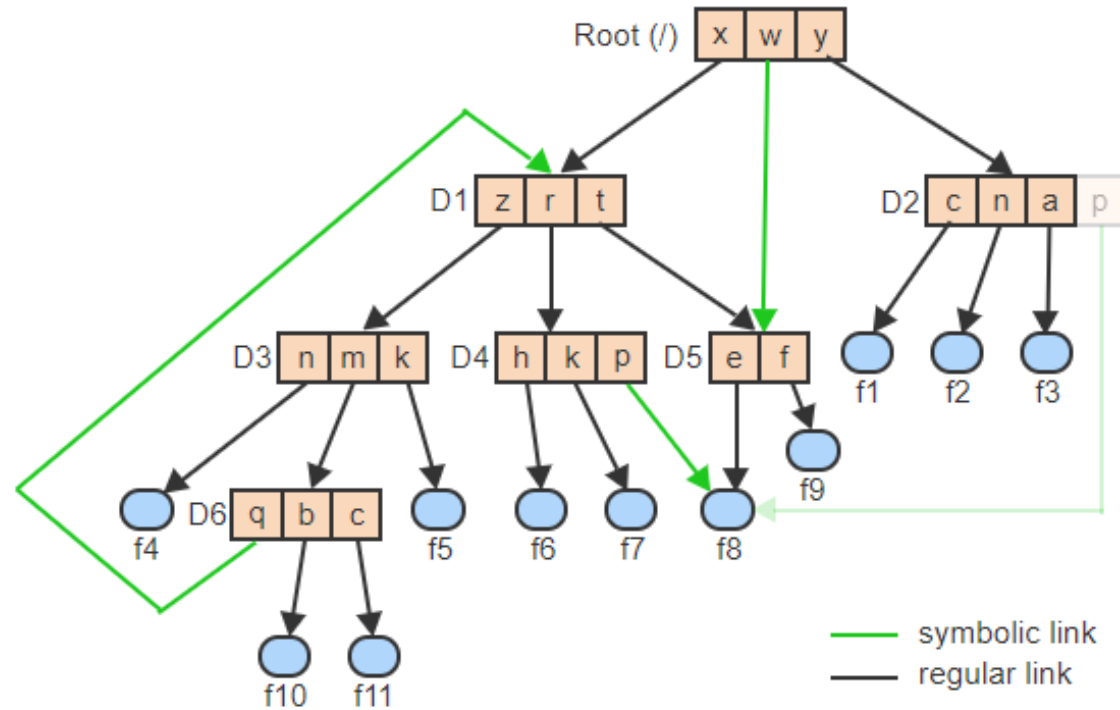 Root (/) x w y
D1 z r t
D2 c n a p
D3 n m k
D4 h k p
D5 e f
f1 f2 f3
f9
D6 q b c
f4 f5 f6 f7 f8
symbolic link
regular link
f10 f11